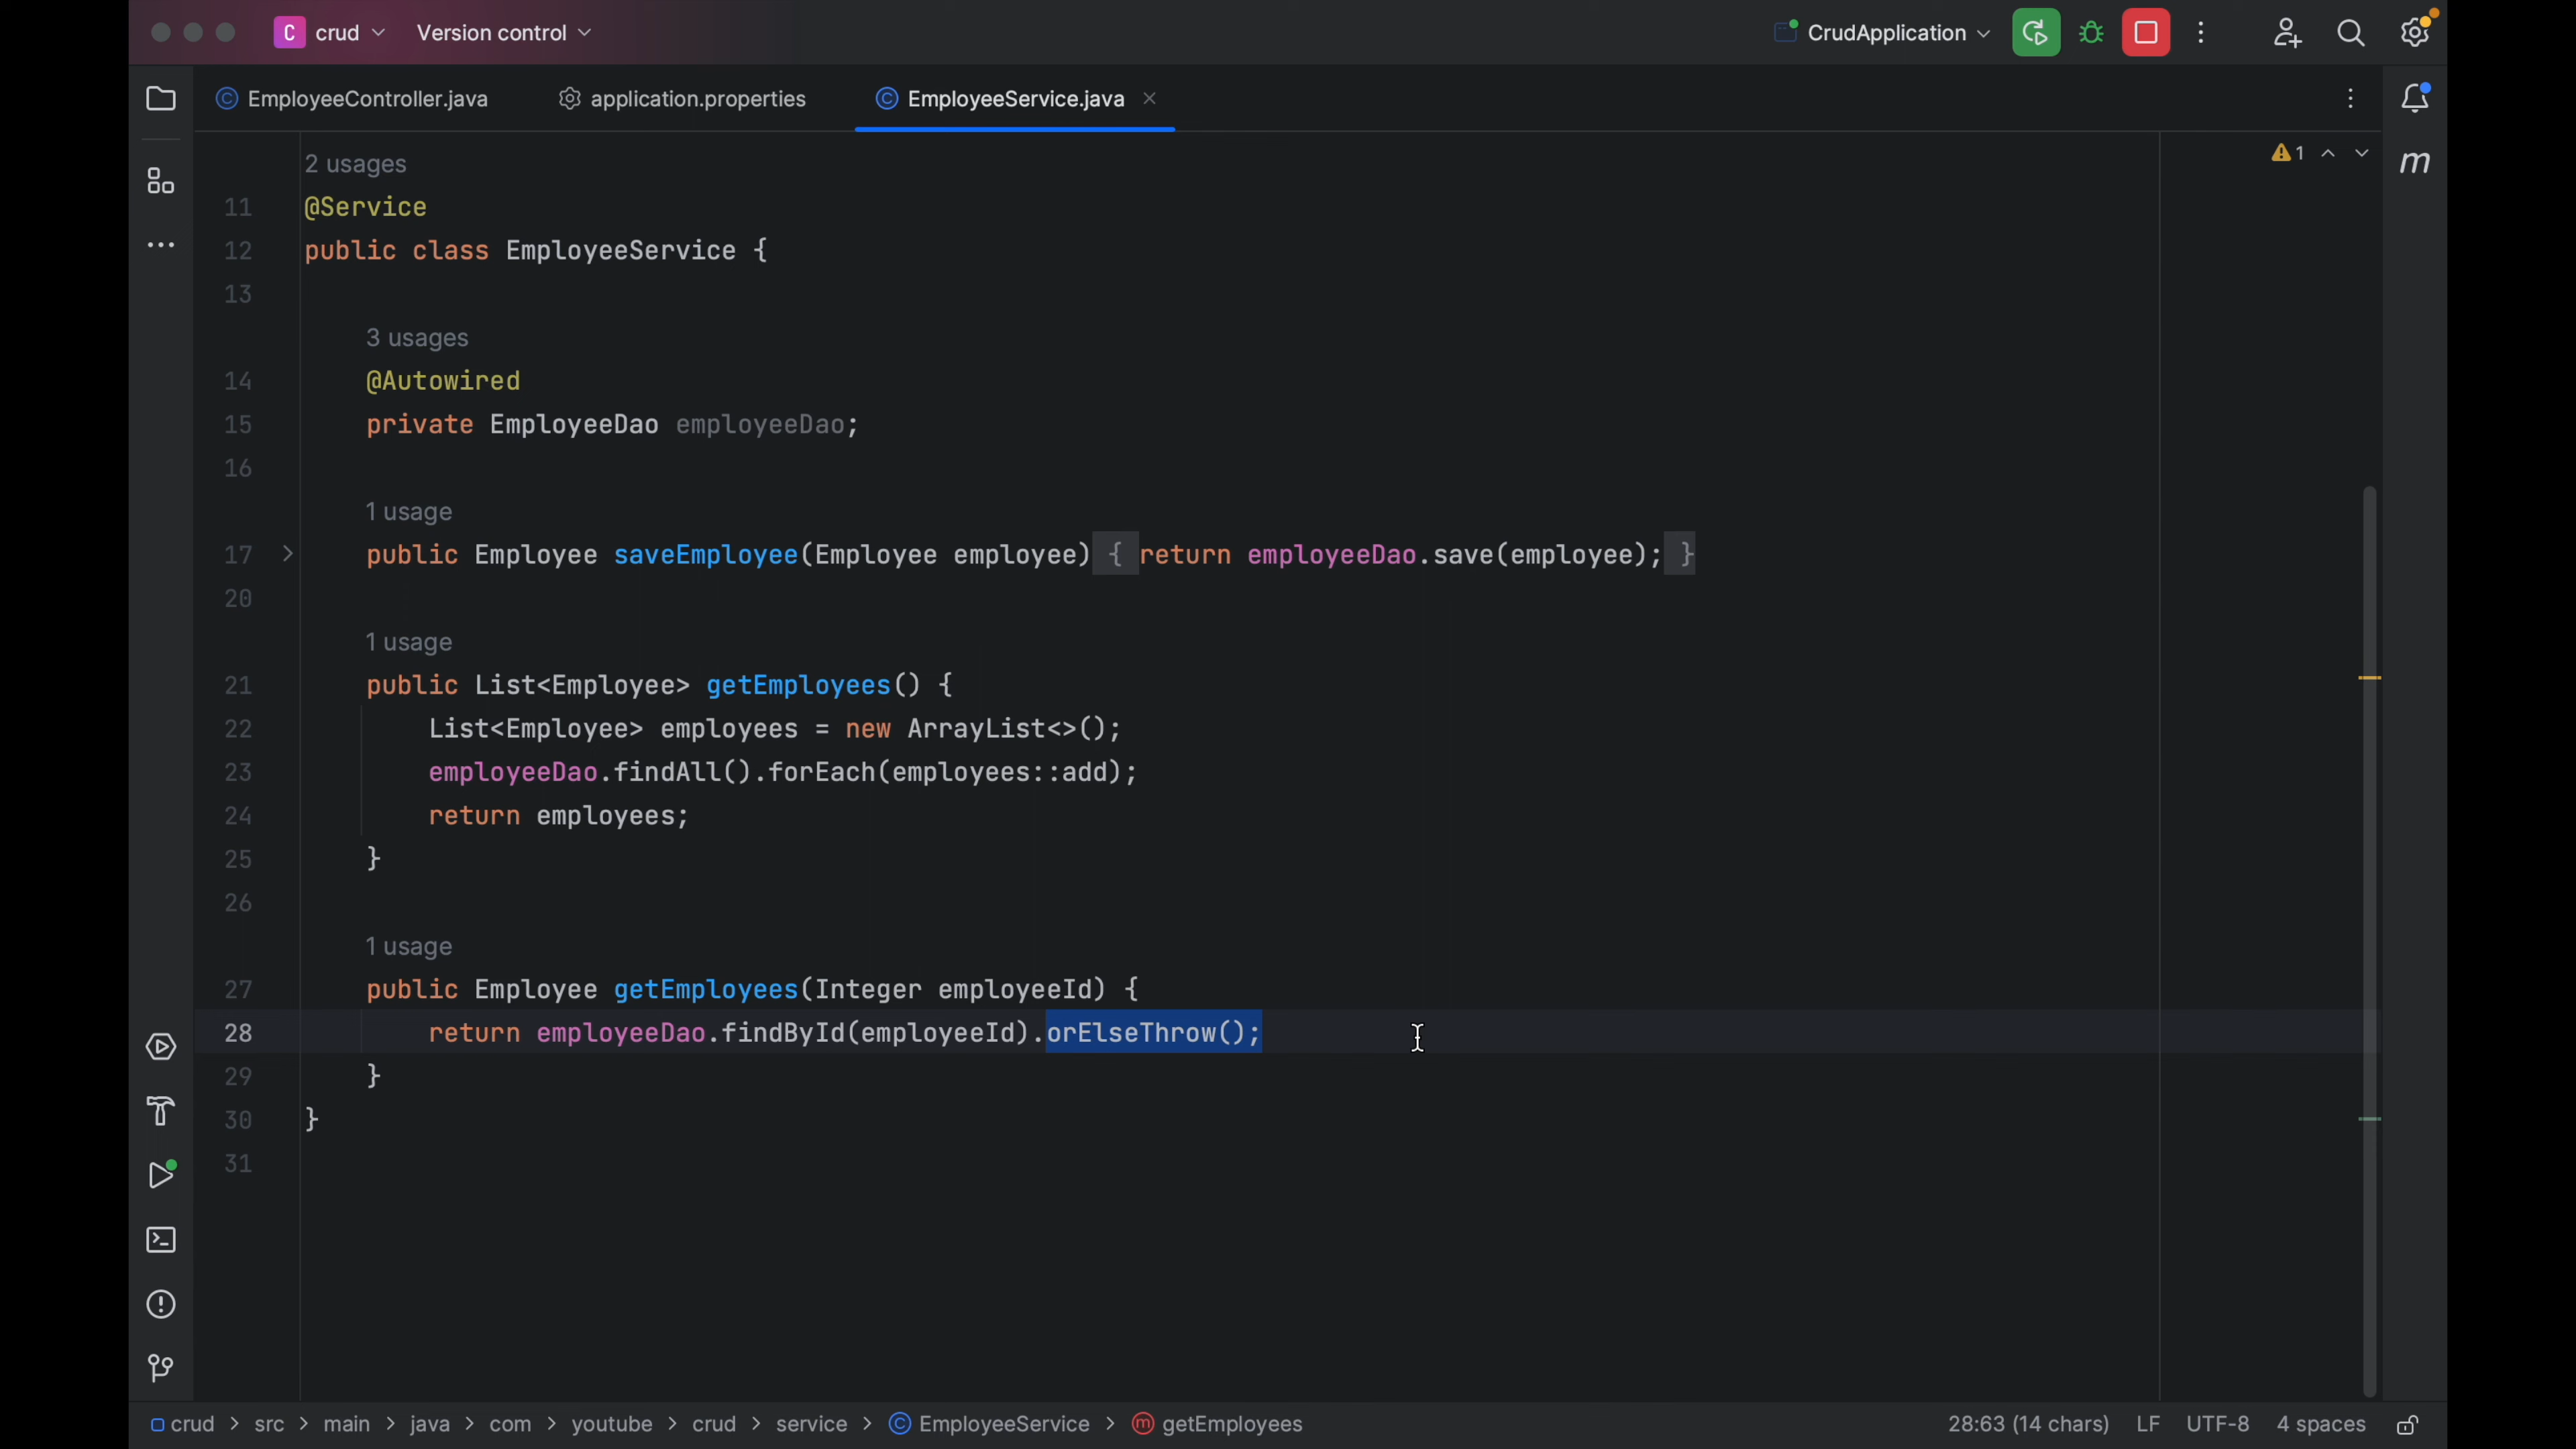 C crud Version control CrudApplication
EmployeeController.java application.properties EmployeeService.java
2 usages
1
11 @Service
12 public class EmployeeService {
13
3 usages
14 @Autowired
15 private EmployeeDao employeeDao;
16
1 usage
17 public Employee saveEmployee(Employee employee) { return employeeDao.save(employee); }
20
1 usage
21 public List<Employee> getEmployees() {
22 List<Employee> employees = new ArrayList<>();
23 employeeDao.findAll().forEach(employees::add);
24 return employees;
25 }
26
1 usage
27 public Employee getEmployees(Integer employeeId) {
28 return employeeDao.findById(employeeId).orElseThrow();
29 }
30 }
31
crud > src > main > java > com > youtube > crud > service > EmployeeService > getEmployees 28:63 (14 chars) LF UTF-8 4 spaces